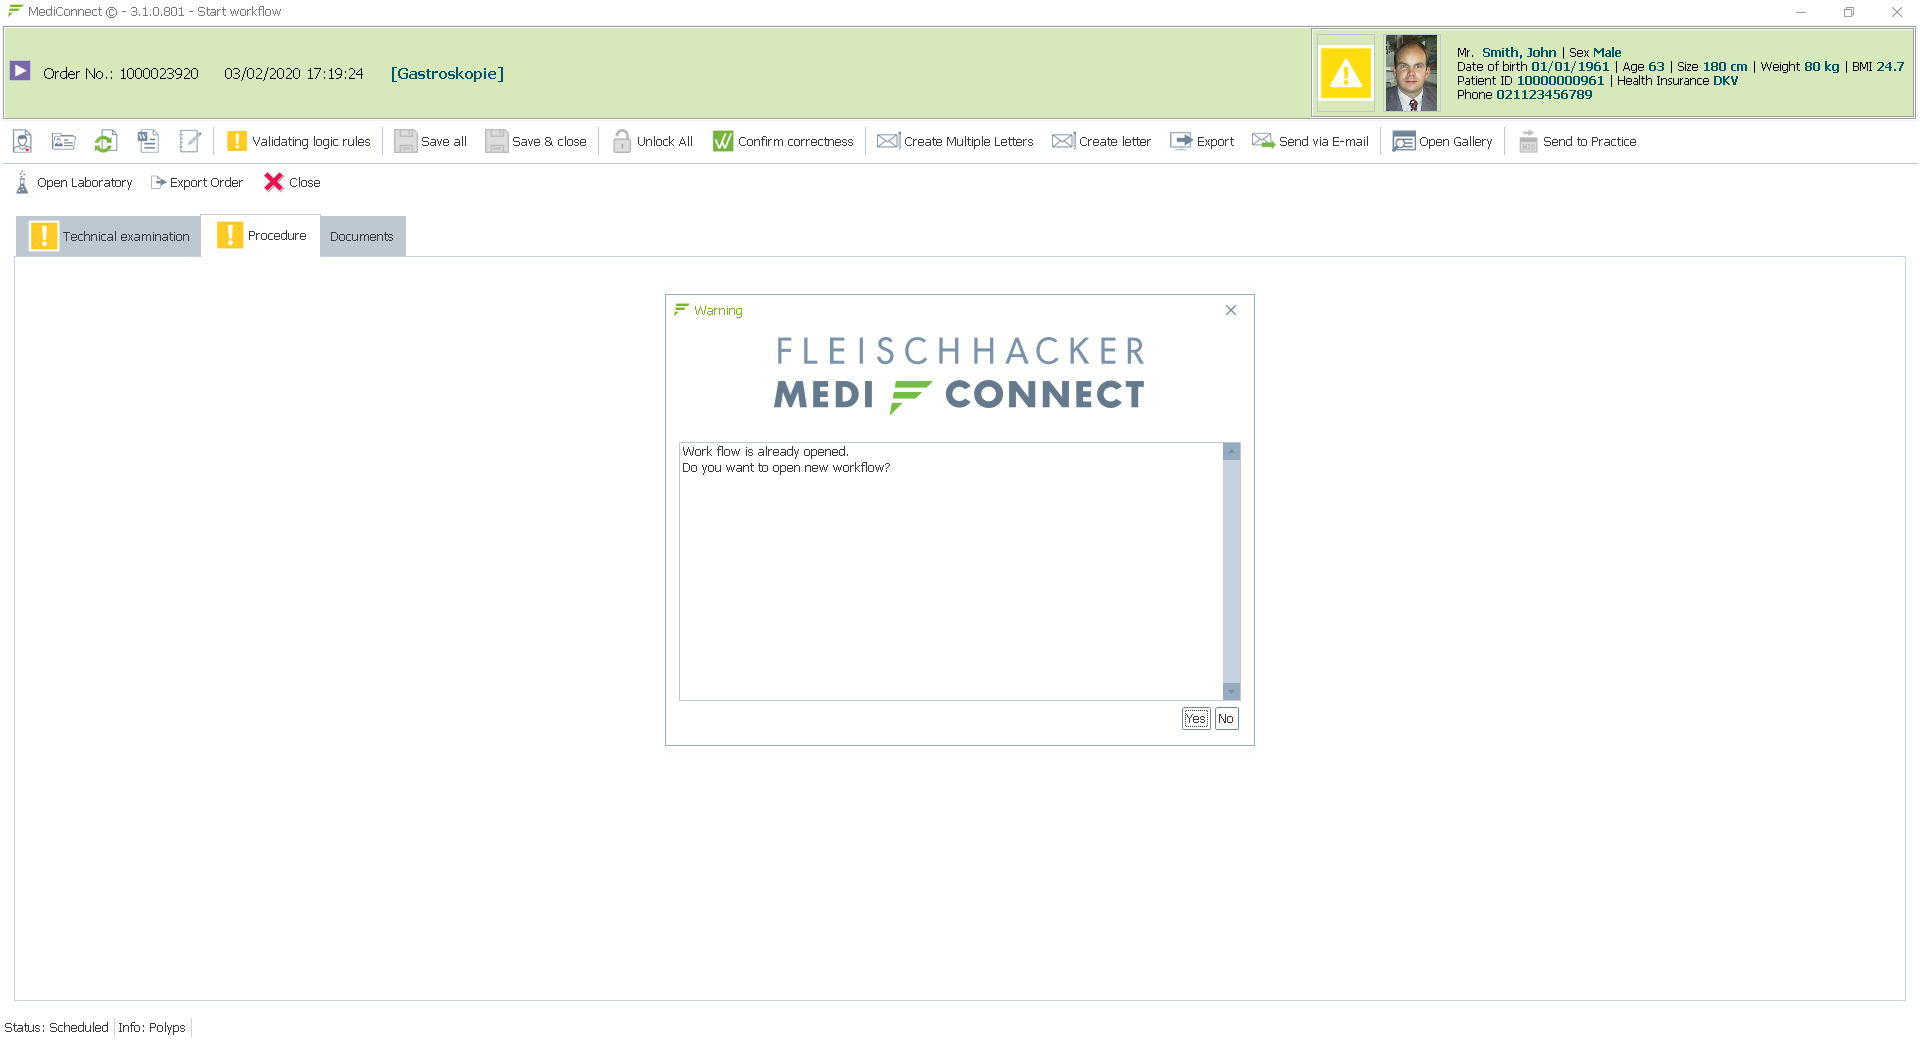 MediConnect © - 3.1.0.801 - Start workflow
Order No.: 1000023920 03/02/2020 17:19:24 [Gastroskopie]
Mr. Smith, John | Sex Male
Date of birth 01/01/1961 | Age 63 | Size 180 cm | Weight 80 kg | BMI 24.7
Patient ID 10000000961 | Health Insurance DKV
Phone 021123456789
Validating logic rules Save all Save & close Unlock All Confirm correctness Create Multiple Letters Create letter Export Send via E-mail Open Gallery Send to Practice
Open Laboratory Export Order Close
Technical examination Procedure Documents
Warning
FLEISCHHACKER
MEDI CONNECT
Work flow is already opened.
Do you want to open new workflow?
Yes No
Status: Scheduled Info: Polyps